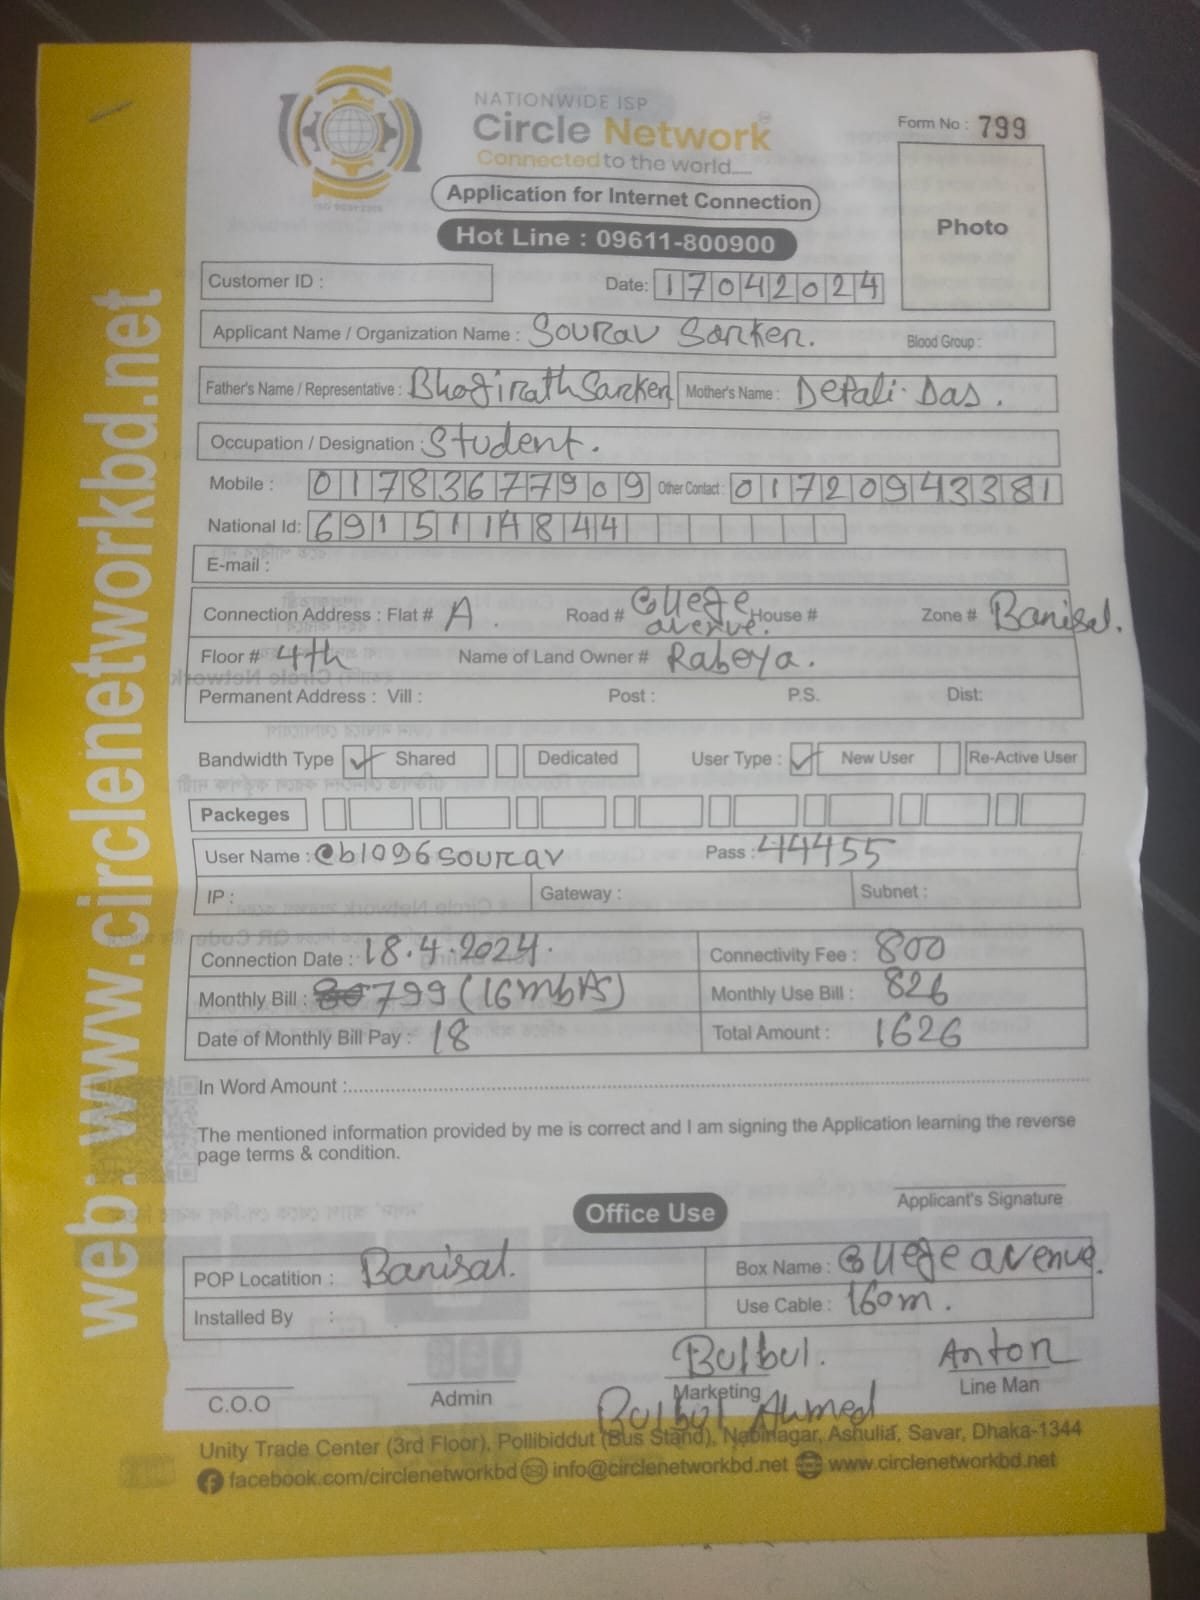 NATIONWIDE ISP
Circle Network
Connected to the world....
Form No : 799
Application for Internet Connection
Hot Line : 09611-800900
Photo
Customer ID :
Date: 17042024
Applicant Name / Organization Name : Sourav Sarker.
Blood Group :
Father's Name / Representative : Bhogirath Sarker Mother's Name : Depali Das.
Occupation / Designation : Student.
Mobile : 01783677909 Other Contact : 01720943381
National Id: 6915114844
E-mail :
Connection Address : Flat # A. Road # College avenue. House # Zone # Barisal.
Floor # 4th Name of Land Owner # Rabeya.
Permanent Address : Vill : Post : P.S. Dist:
Bandwidth Type Shared Dedicated User Type : New User Re-Active User
Packeges
User Name : @b1096sourav Pass : 44455
IP : Gateway : Subnet :
Connection Date : 18.4.2024. Connectivity Fee : 800
Monthly Bill : 799 (16mbps) Monthly Use Bill : 826
Date of Monthly Bill Pay : 18 Total Amount : 1626
In Word Amount :
The mentioned information provided by me is correct and I am signing the Application learning the reverse
page terms & condition.
Applicant's Signature
Office Use
POP Locatition : Barisal. Box Name : College avenue.
Installed By : Use Cable : 160m.
Bulbul. Anton
C.O.O Admin Marketing Line Man
Bulbul Ahmed
Unity Trade Center (3rd Floor), Pollibiddut (Bus Stand), Nabinagar, Ashulia, Savar, Dhaka-1344
facebook.com/circlenetworkbd info@circlenetworkbd.net www.circlenetworkbd.net
web: www.circlenetworkbd.net